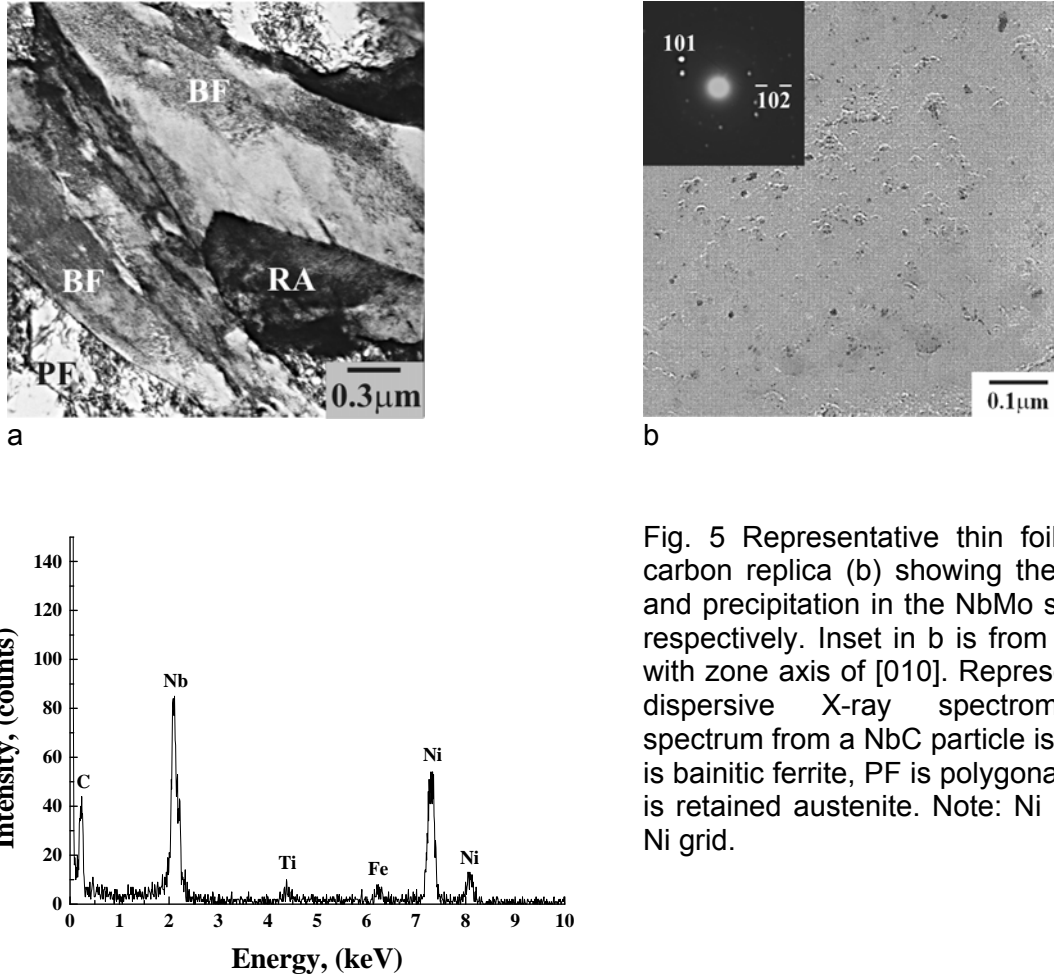 BF
BF
RA
PF
0.3μm
a
101
1̅02̅
0.1μm
b
Intensity, (counts)
140
120
100
80
60
40
20
0
C
Nb
Ti
Fe
Ni
Ni
0 1 2 3 4 5 6 7 8 9 10
Energy, (keV)
Fig. 5 Representative thin foil
carbon replica (b) showing the
and precipitation in the NbMo
respectively. Inset in b is from
with zone axis of [010]. Represe
dispersive X-ray spectrom
spectrum from a NbC particle is
is bainitic ferrite, PF is polygona
is retained austenite. Note: Ni
Ni grid.